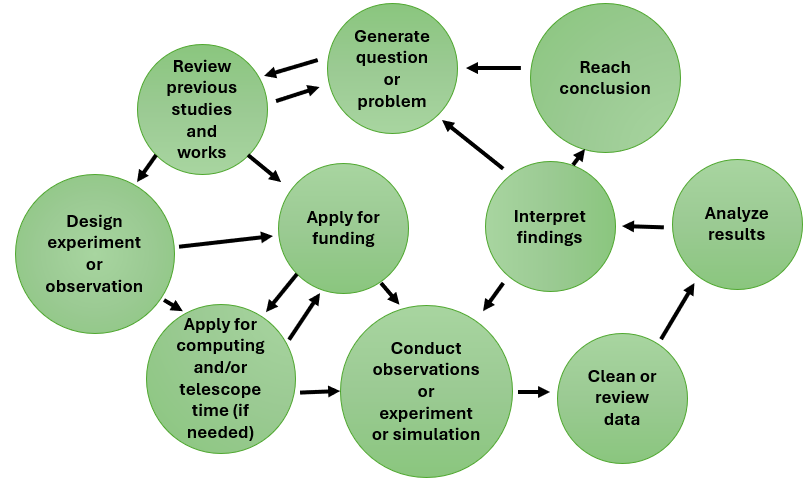 Generate
question
or
problem
Reach
conclusion
Review
previous
studies
and
works
Design
experiment
or
observation
Apply for
funding
Interpret
findings
Analyze
results
Apply for
computing
and/or
telescope
time (if
needed)
Conduct
observations
or
experiment
or simulation
Clean or
review
data